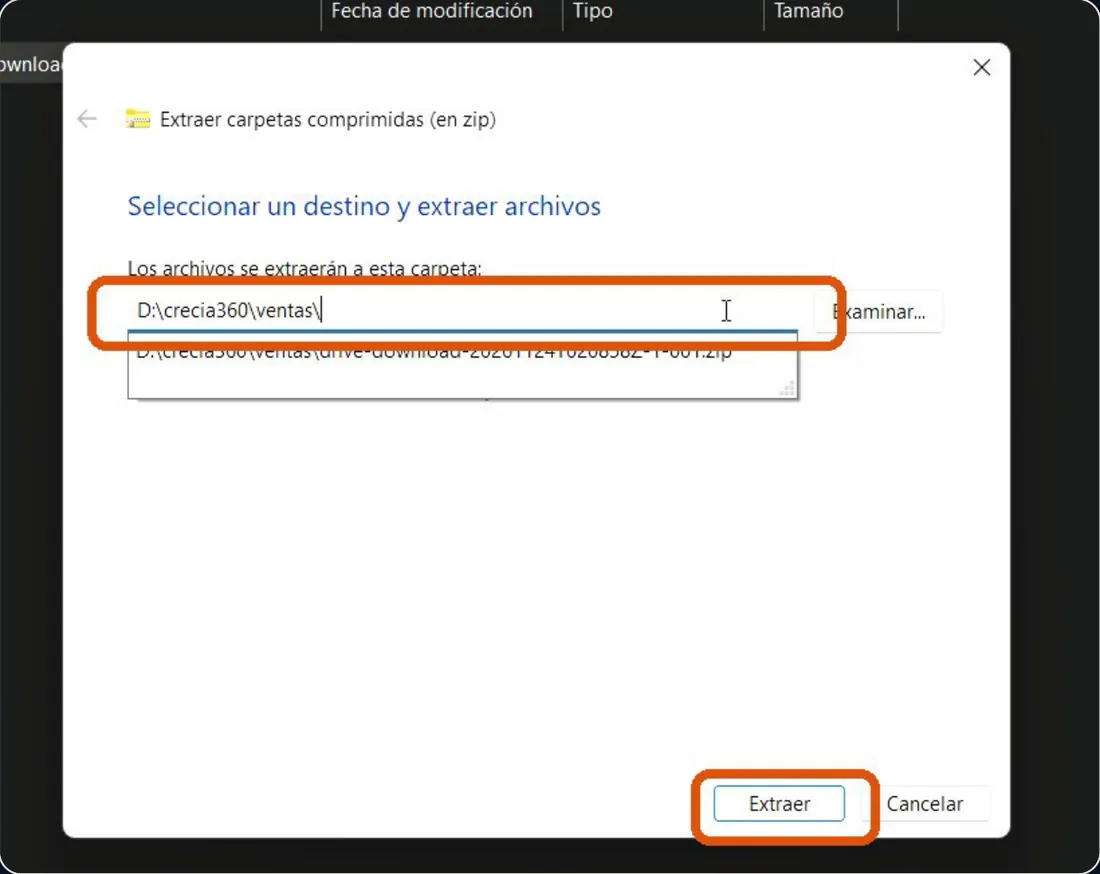 Fecha de modificación Tipo Tamaño
Extraer carpetas comprimidas (en zip)
Seleccionar un destino y extraer archivos
Los archivos se extraerán a esta carpeta:
D:\crecia360\ventas\
Examinar...
Extraer Cancelar